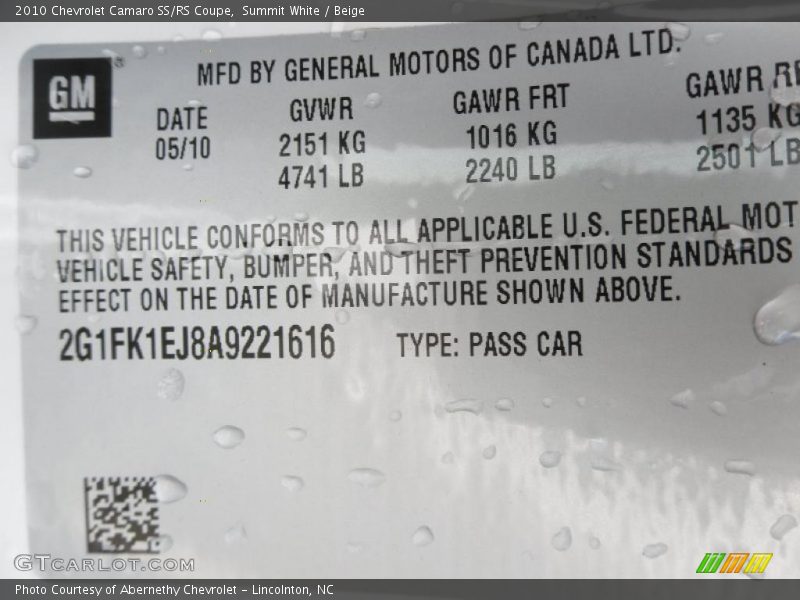 2010 Chevrolet Camaro SS/RS Coupe,  Summit White / Beige
GM®
MFD BY GENERAL MOTORS OF CANADA LTD.
DATE GVWR GAWR FRT GAWR
05/10 2151 KG 1016 KG 1135 KG
4741 LB 2240 LB 2501 LB
THIS VEHICLE CONFORMS TO ALL APPLICABLE U.S. FEDERAL MOT
VEHICLE SAFETY, BUMPER, AND THEFT PREVENTION STANDARDS
EFFECT ON THE DATE OF MANUFACTURE SHOWN ABOVE.
2G1FK1EJ8A9221616 TYPE: PASS CAR
GTCARLOT.COM
Photo Courtesy of Abernethy Chevrolet – Lincolnton, NC